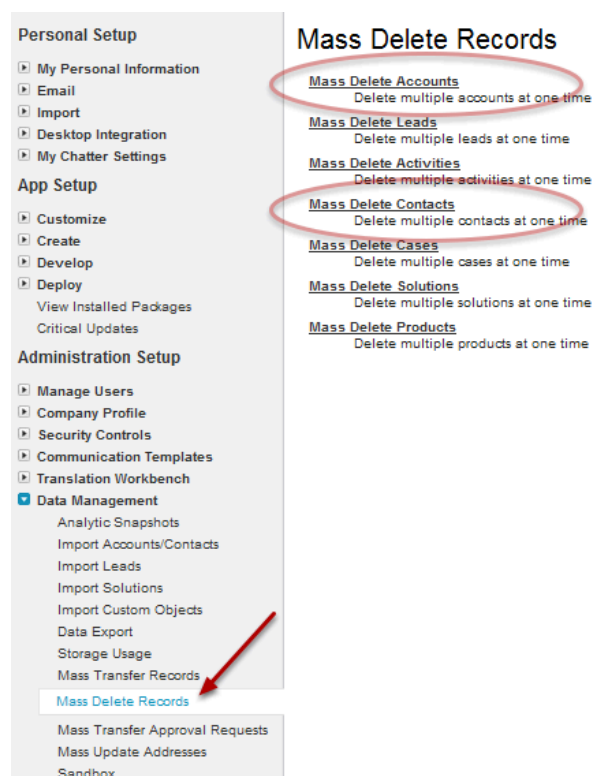 Personal Setup
My Personal Information
Email
Import
Desktop Integration
My Chatter Settings
App Setup
Customize
Create
Develop
Deploy
View Installed Packages
Critical Updates
Administration Setup
Manage Users
Company Profile
Security Controls
Communication Templates
Translation Workbench
Data Management
Analytic Snapshots
Import Accounts/Contacts
Import Leads
Import Solutions
Import Custom Objects
Data Export
Storage Usage
Mass Transfer Records
Mass Delete Records
Mass Transfer Approval Requests
Mass Update Addresses
Sandbox
Mass Delete Records
Mass Delete Accounts
Delete multiple accounts at one time
Mass Delete Leads
Delete multiple leads at one time
Mass Delete Activities
Delete multiple activities at one time
Mass Delete Contacts
Delete multiple contacts at one time
Mass Delete Cases
Delete multiple cases at one time
Mass Delete Solutions
Delete multiple solutions at one time
Mass Delete Products
Delete multiple products at one time